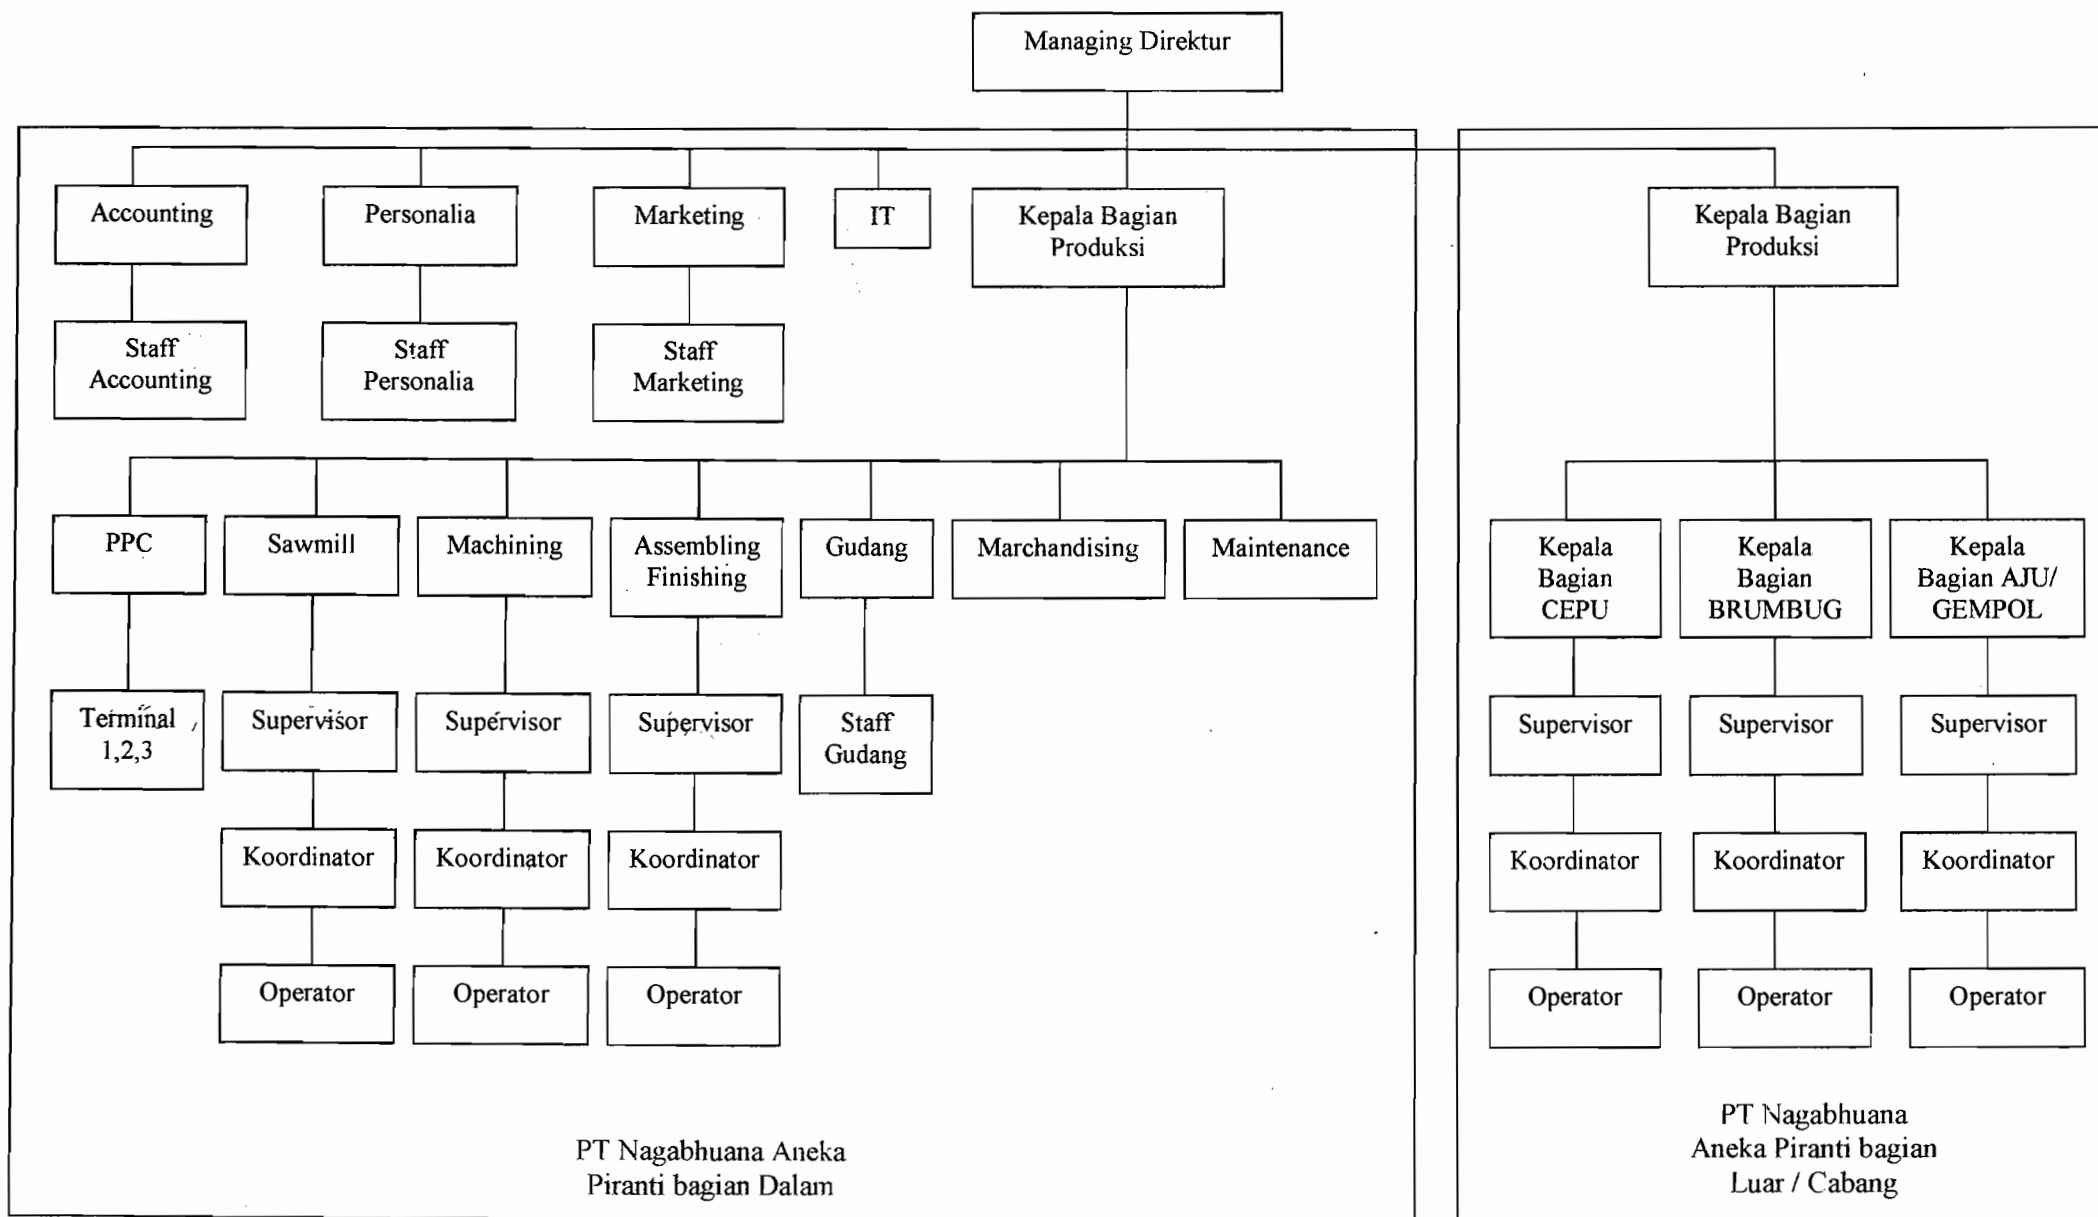 Managing Direktur
Accounting
Personalia
Marketing
IT
Kepala Bagian
Produksi
Kepala Bagian
Produksi
Staff
Accounting
Staff
Personalia
Staff
Marketing
PPC
Sawmill
Machining
Assembling
Finishing
Gudang
Marchandising
Maintenance
Kepala
Bagian
CEPU
Kepala
Bagian
BRUMBUG
Kepala
Bagian AJU/
GEMPOL
Terminal
1,2,3
Supervisor
Supervisor
Supervisor
Staff
Gudang
Supervisor
Supervisor
Supervisor
Koordinator
Koordinator
Koordinator
Koordinator
Koordinator
Koordinator
Operator
Operator
Operator
Operator
Operator
Operator
PT Nagabhuana Aneka
Piranti bagian Dalam
PT Nagabhuana
Aneka Piranti bagian
Luar / Cabang